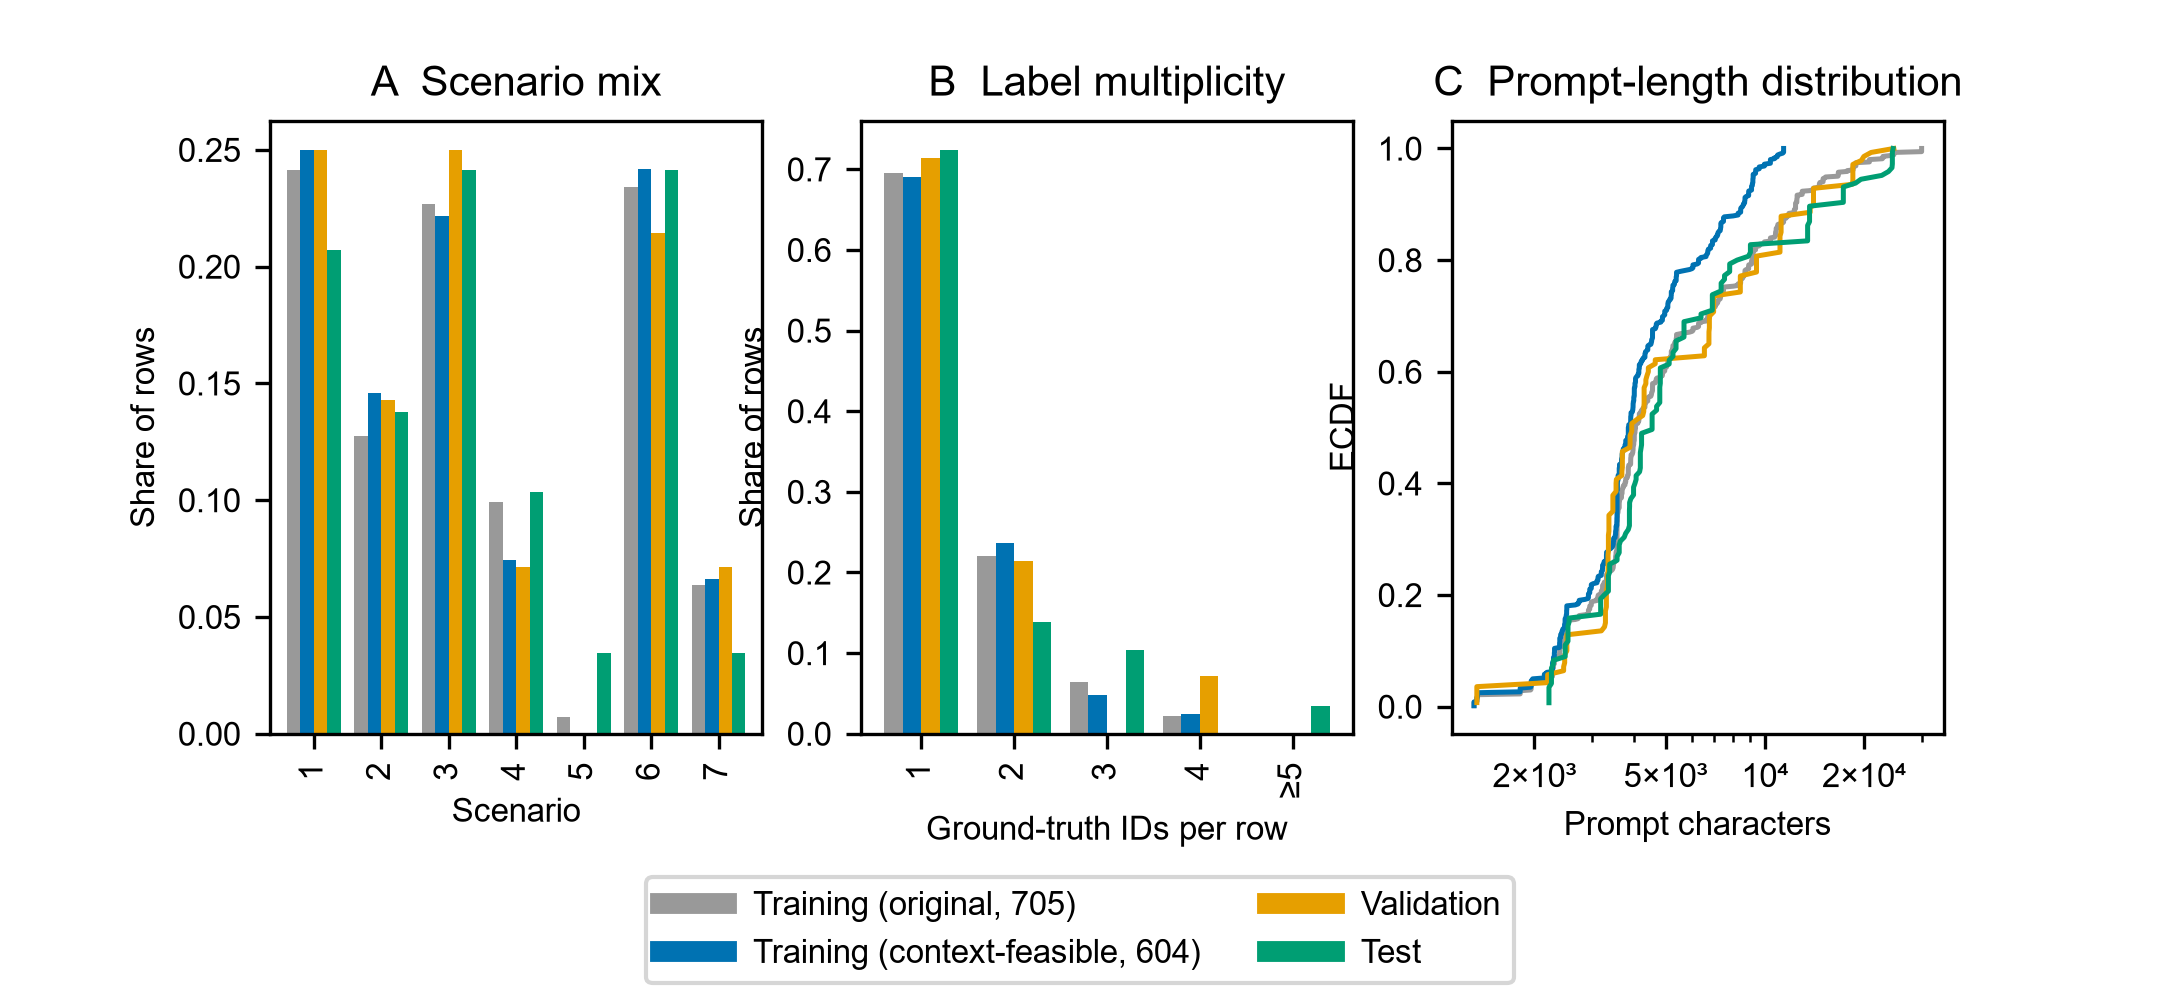 A  Scenario mix
B  Label multiplicity
C  Prompt-length distribution
Share of rows
0.25
0.20
0.15
0.10
0.05
0.00
1
2
3
4
5
6
7
Scenario
Share of rows
0.7
0.6
0.5
0.4
0.3
0.2
0.1
0.0
1
2
3
4
≥5
Ground-truth IDs per row
ECDF
1.0
0.8
0.6
0.4
0.2
0.0
2×10³
5×10³
10⁴
2×10⁴
Prompt characters
Training (original, 705)
Training (context-feasible, 604)
Validation
Test